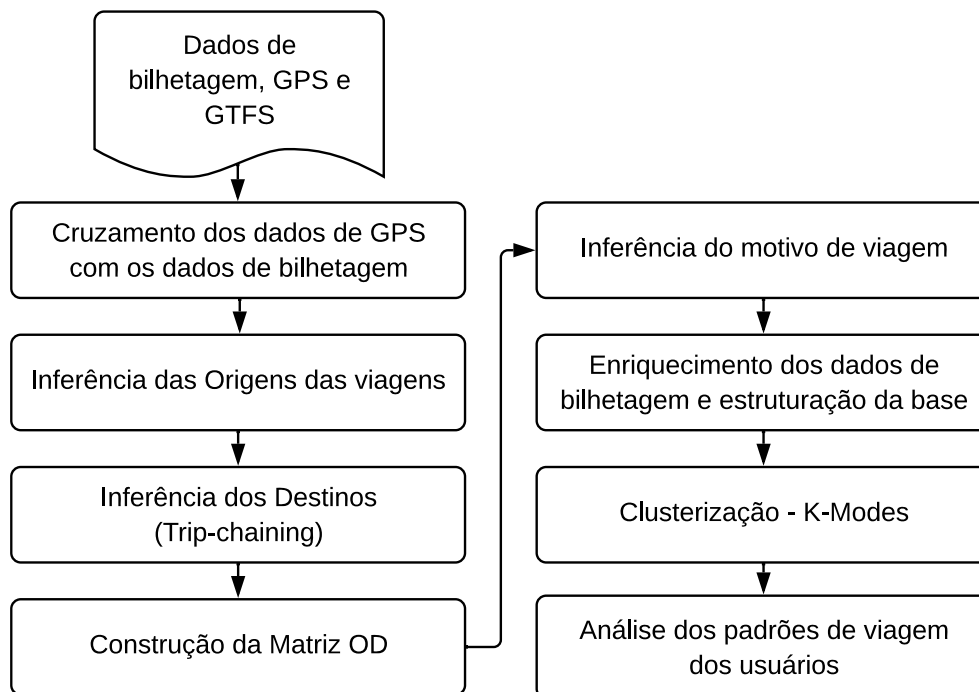 Dados de
bilhetagem, GPS e
GTFS
Cruzamento dos dados de GPS
com os dados de bilhetagem
Inferência das Origens das viagens
Inferência dos Destinos
(Trip-chaining)
Construção da Matriz OD
Inferência do motivo de viagem
Enriquecimento dos dados de
bilhetagem e estruturação da base
Clusterização - K-Modes
Análise dos padrões de viagem
dos usuários